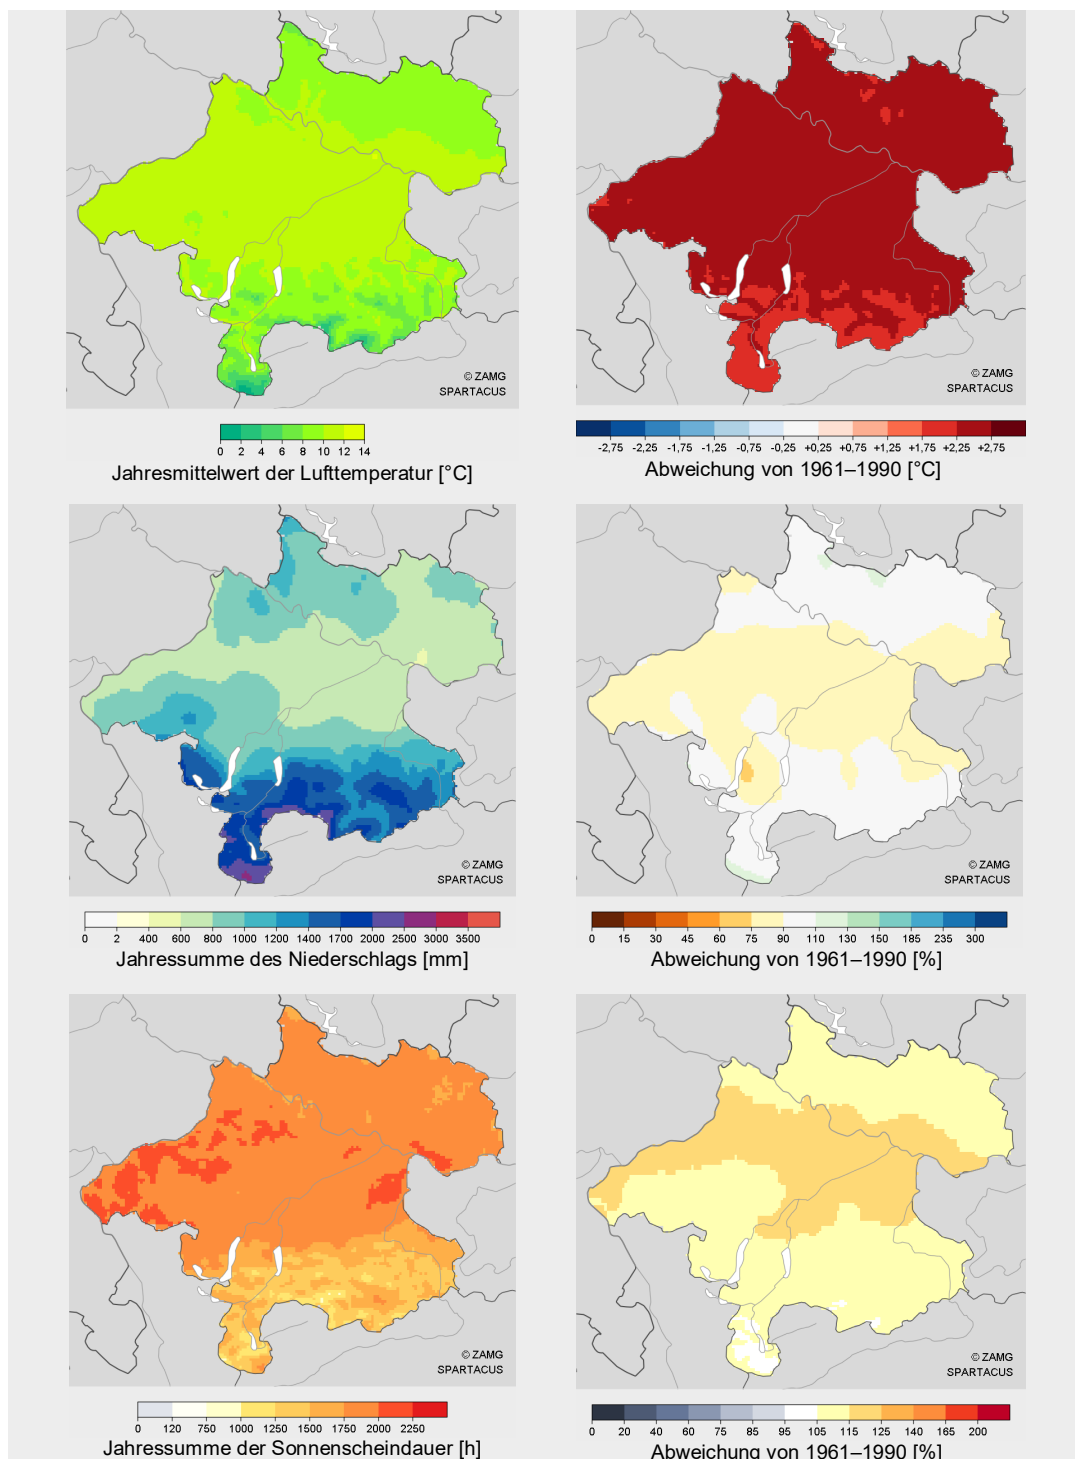 © ZAMG
SPARTACUS
0 2 4 6 8 10 12 14
Jahresmittelwert der Lufttemperatur [°C]
© ZAMG
SPARTACUS
-2,75 -2,25 -1,75 -1,25 -0,75 -0,25 +0,25 +0,75 +1,25 +1,75 +2,25 +2,75
Abweichung von 1961–1990 [°C]
© ZAMG
SPARTACUS
0 2 400 600 800 1000 1200 1400 1700 2000 2500 3000 3500
Jahressumme des Niederschlags [mm]
© ZAMG
SPARTACUS
0 15 30 45 60 75 90 110 130 150 185 235 300
Abweichung von 1961–1990 [%]
© ZAMG
SPARTACUS
0 120 750 1000 1250 1500 1750 2000 2250
Jahressumme der Sonnenscheindauer [h]
© ZAMG
SPARTACUS
0 20 40 60 75 85 95 105 115 125 140 165 200
Abweichung von 1961–1990 [%]